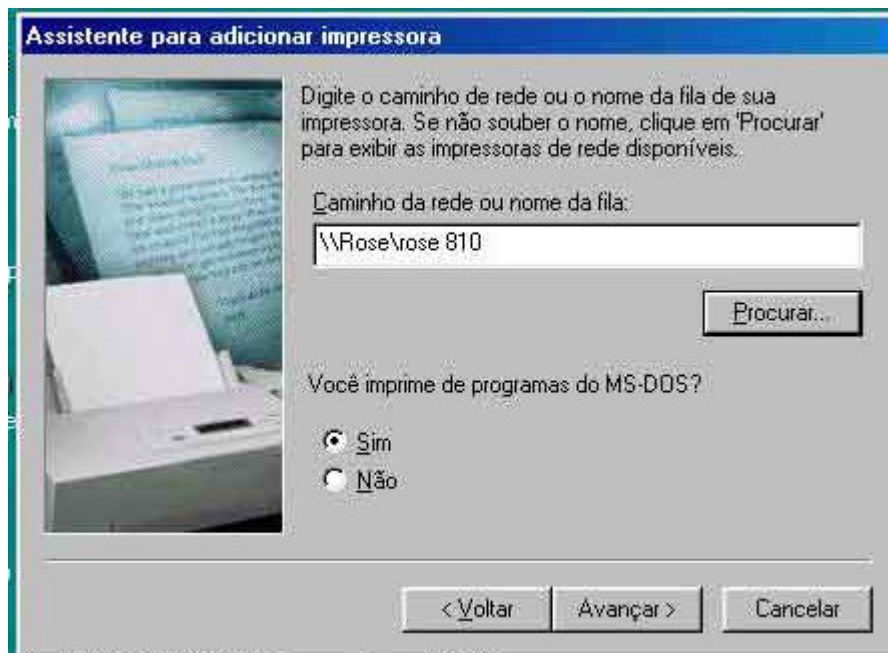 Assistente para adicionar impressora
Digite o caminho de rede ou o nome da fila de sua
impressora. Se não souber o nome, clique em 'Procurar'
para exibir as impressoras de rede disponíveis.
Caminho da rede ou nome da fila:
\\Rose\rose 810
Procurar...
Você imprime de programas do MS-DOS?
Sim
Não
< Voltar
Avançar >
Cancelar